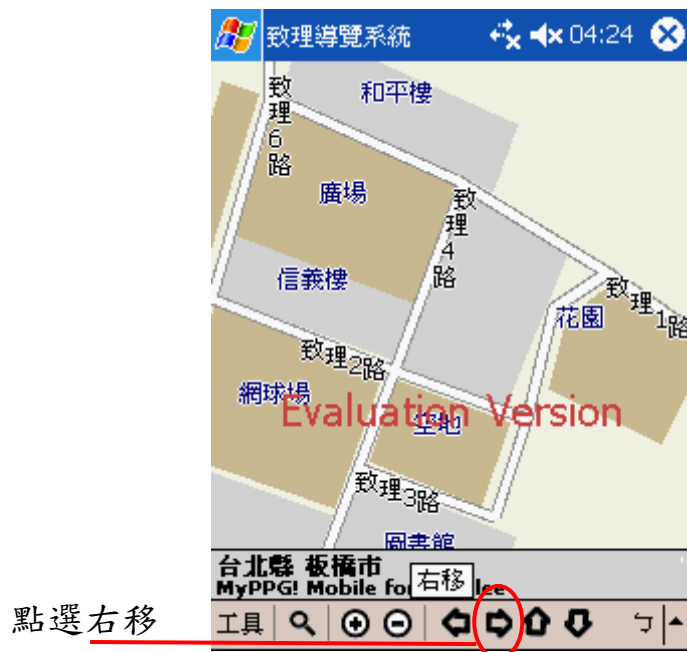 致理導覽系統 04:24
和平樓
致理6路
廣場
致理4路
信義樓
致理1路
花園
致理2路
網球場
Evaluation Version
空地
致理3路
圖書館
台北縣 板橋市
MyPPG! Mobile fo
右移
點選右移
工具
ㄅ